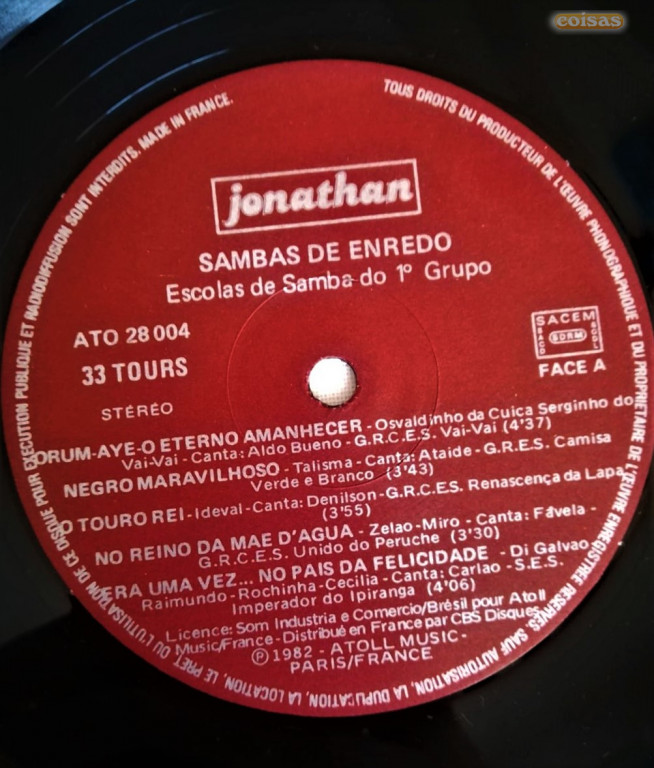 coisas
TOUS DROITS DU PRODUCTEUR DE L'ŒUVRE PHONOGRAPHIQUE ET DU PROPRIETAIRE DE L'ŒUVRE ENREGISTREE RESERVES. SAUF AUTORISATION, LA DUPLICATION, LA LOCATION, LE PRET OU L'UTILISATION DE CE DISQUE POUR EXECUTION PUBLIQUE ET RADIODIFFUSION SONT INTERDITS. MADE IN FRANCE.
jonathan
SAMBAS DE ENREDO
Escolas de Samba do 1º Grupo
ATO 28 004
33 TOURS
STÉRÉO
SACEM
SACD
SDRM
SGDL
FACE A
ORUM-AYE-O ETERNO AMANHECER - Osvaldinho da Cuica Serginho do
Vai-Vai - Canta: Aldo Bueno - G.R.C.E.S. Vai-Vai (4'37)
NEGRO MARAVILHOSO - Talisma - Canta: Ataide - G.R.E.S. Camisa
Verde e Branco (3'43)
O TOURO REI - Ideval - Canta: Denilson - G.R.C.E.S. Renascença da Lapa
(3'55)
NO REINO DA MAE D'AGUA - Zelao - Miro - Canta: Fávela -
G.R.C.E.S. Unido do Peruche (3'30)
ERA UMA VEZ... NO PAIS DA FELICIDADE - Di Galvao
Raimundo - Rochinha - Cecilia - Canta: Carlao - S.E.S.
Imperador do Ipiranga (4'06)
Licence: Som Industria e Comercio/Brésil pour Atoll
Music/France - Distribué en France par CBS Disques
℗ 1982 - ATOLL MUSIC -
PARIS/FRANCE